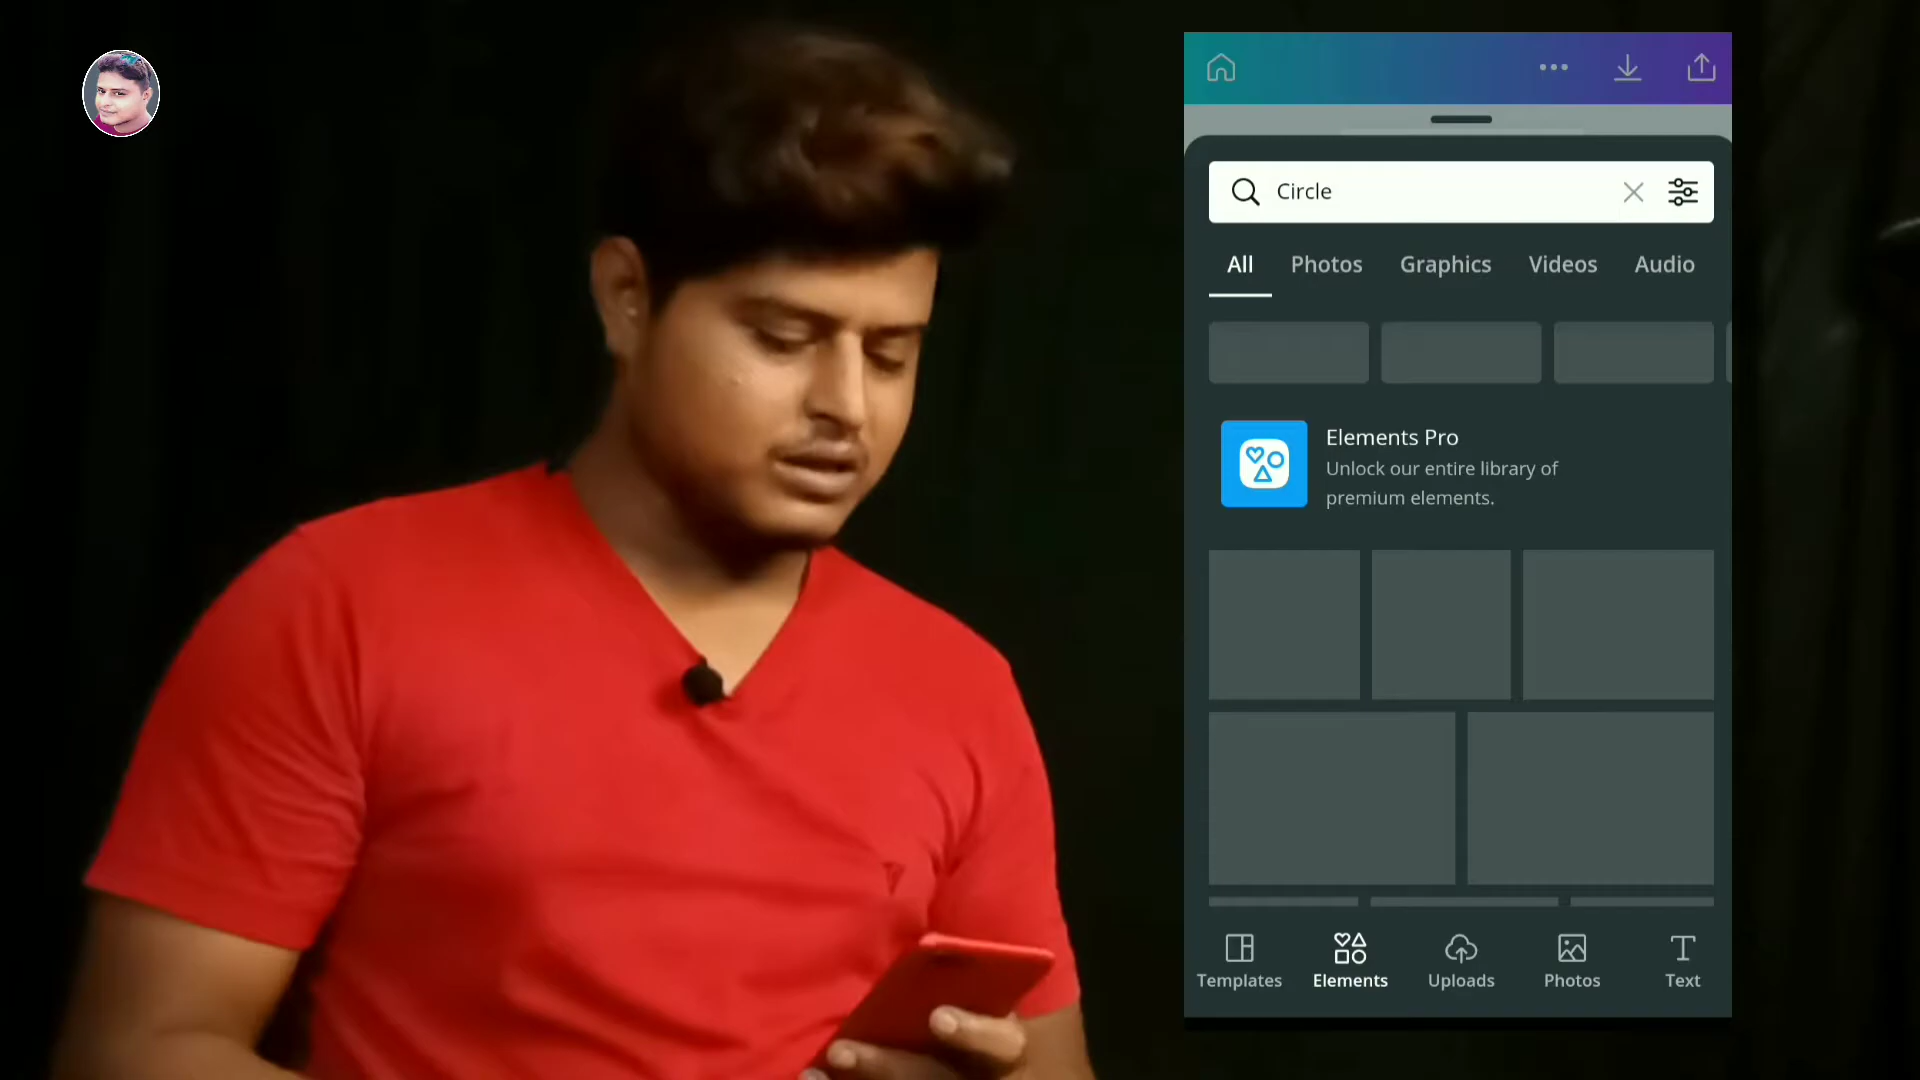 Circle
All Photos Graphics Videos Audio
Elements Pro
Unlock our entire library of
premium elements.
Templates Elements Uploads Photos Text